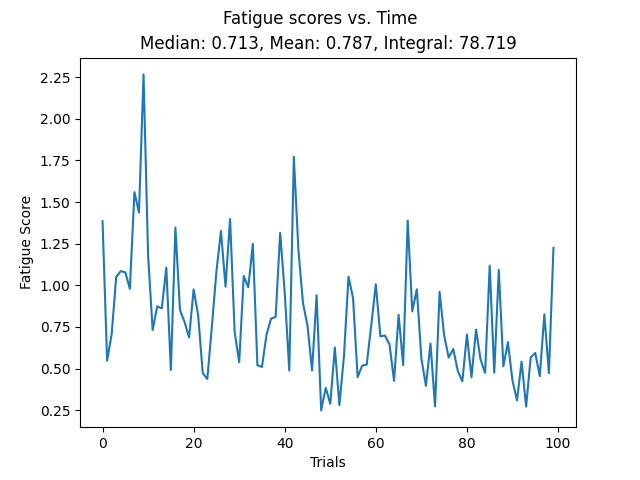 Fatigue scores vs. Time
Median: 0.713, Mean: 0.787, Integral: 78.719
2.25
2.00
1.75
1.50
1.25
1.00
0.75
0.50
0.25
Fatigue Score
0 20 40 60 80 100
Trials